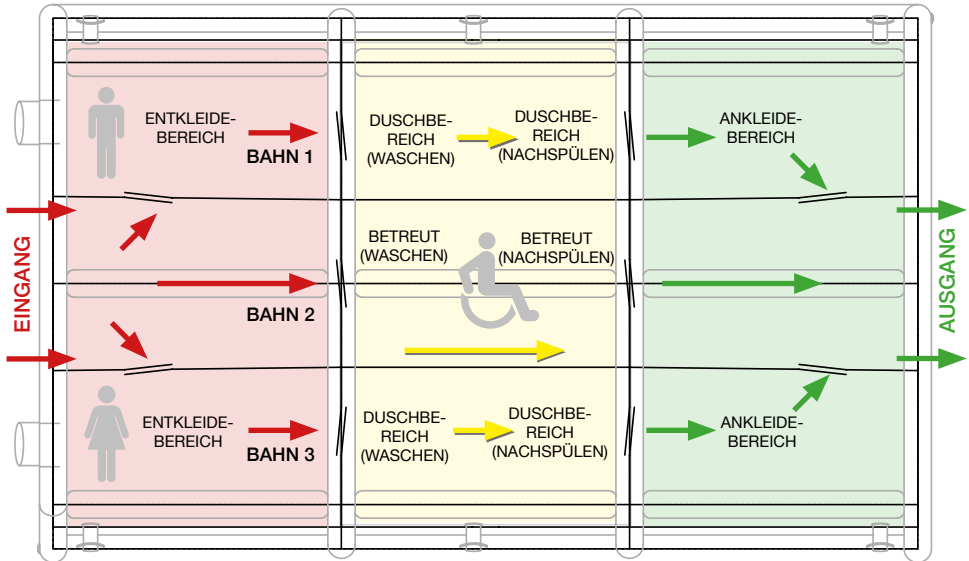 EINGANG
ENTKLEIDE-
BEREICH
BAHN 1
DUSCHBE-
REICH
(WASCHEN)
DUSCHBE-
REICH
(NACHSPÜLEN)
ANKLEIDE-
BEREICH
BETREUT
(WASCHEN)
BETREUT
(NACHSPÜLEN)
BAHN 2
ENTKLEIDE-
BEREICH
BAHN 3
DUSCHBE-
REICH
(WASCHEN)
DUSCHBE-
REICH
(NACHSPÜLEN)
ANKLEIDE-
BEREICH
AUSGANG